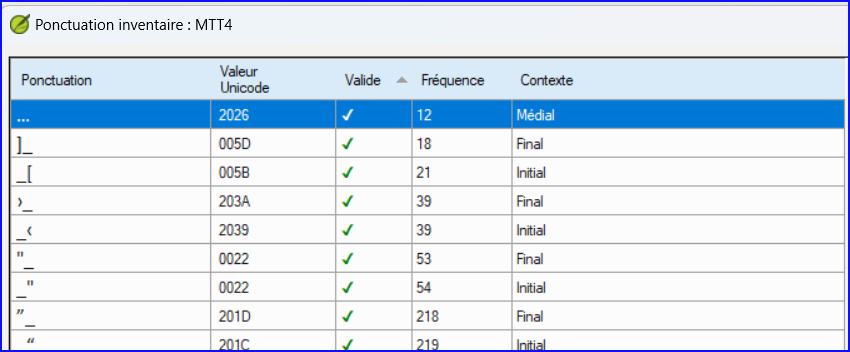 Ponctuation inventaire : MTT4
Ponctuation Valeur Unicode Valide Fréquence Contexte
… 2026 ✓ 12 Médial
]_ 005D ✓ 18 Final
_[ 005B ✓ 21 Initial
›_ 203A ✓ 39 Final
_‹ 2039 ✓ 39 Initial
"_ 0022 ✓ 53 Final
_" 0022 ✓ 54 Initial
”_ 201D ✓ 218 Final
_“ 201C ✓ 219 Initial